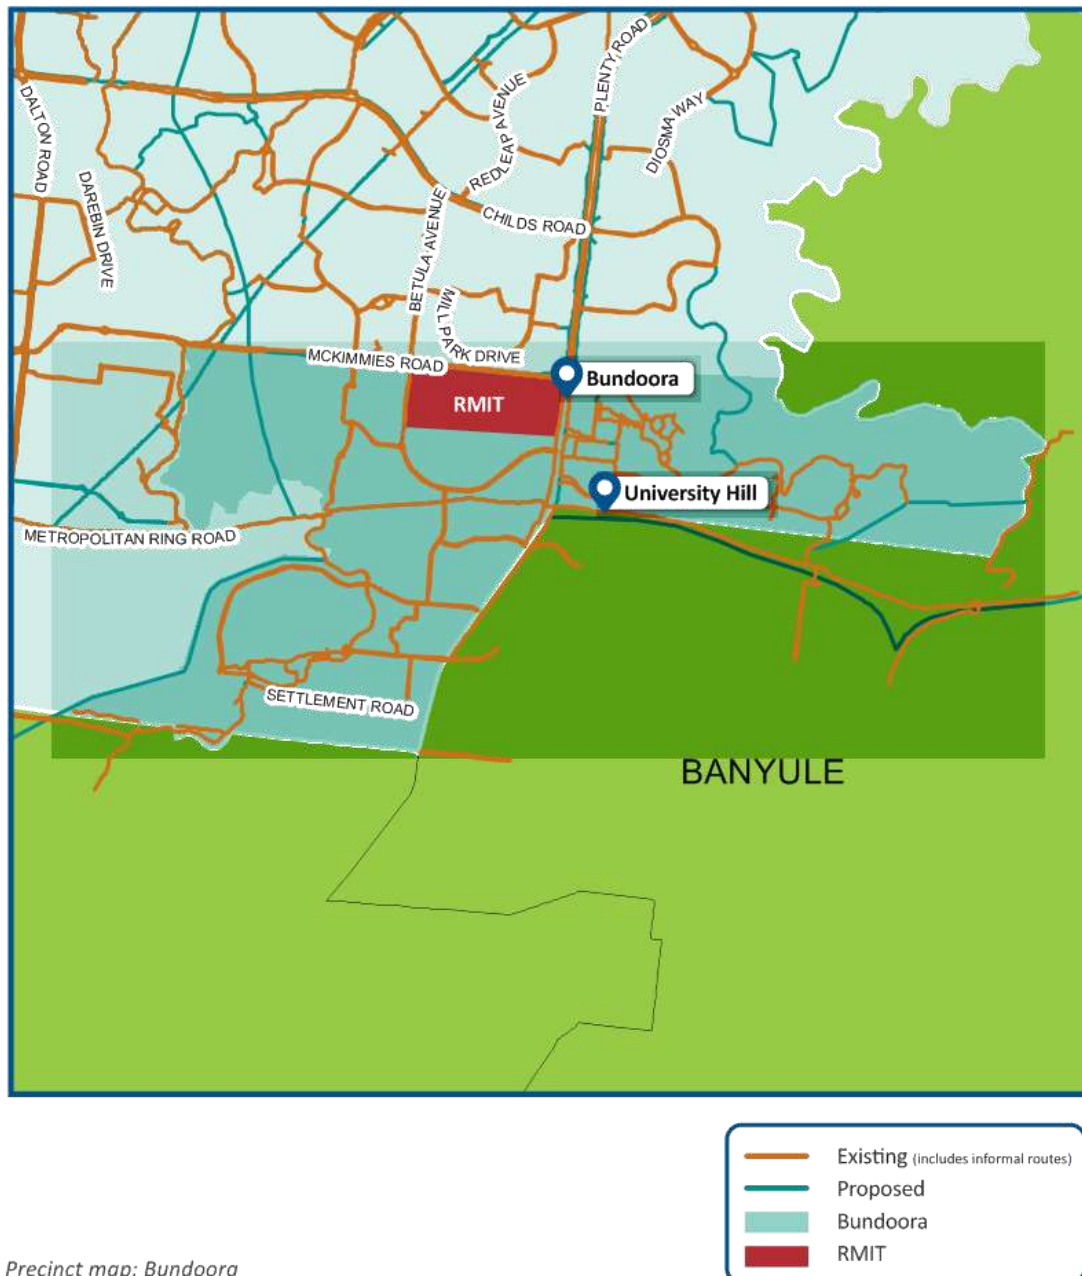 PLENTY ROAD
DALTON ROAD
REDLEAP AVENUE
DIOSMA WAY
DAREBIN DRIVE
BETULA AVENUE
CHILDS ROAD
MILL PARK DRIVE
MCKIMMIES ROAD
Bundoora
RMIT
University Hill
METROPOLITAN RING ROAD
SETTLEMENT ROAD
BANYULE
Existing (includes informal routes)
Proposed
Bundoora
RMIT
Precinct map: Bundoora